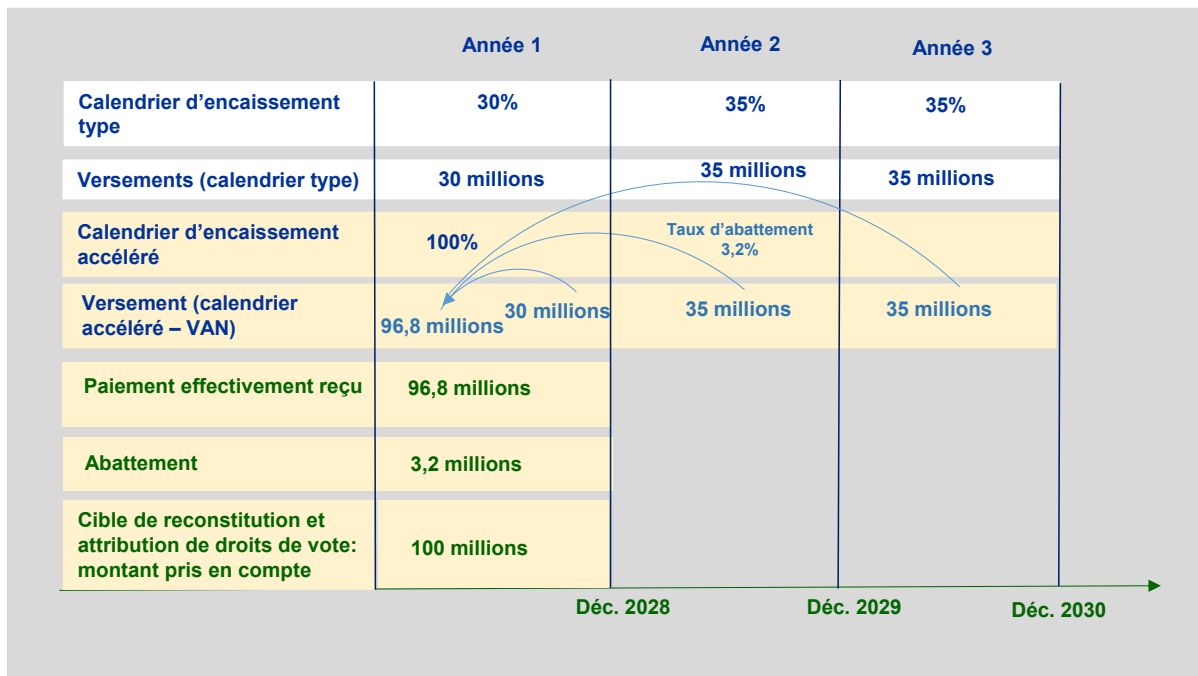 Année 1
Année 2
Année 3
Calendrier d'encaissement
type
30%
35%
35%
Versements (calendrier type)
30 millions
35 millions
35 millions
Calendrier d'encaissement
accéléré
100%
Taux d'abattement
3,2%
Versement (calendrier
accéléré – VAN)
96,8 millions
30 millions
35 millions
35 millions
Paiement effectivement reçu
96,8 millions
Abattement
3,2 millions
Cible de reconstitution et
attribution de droits de vote:
montant pris en compte
100 millions
Déc. 2028
Déc. 2029
Déc. 2030